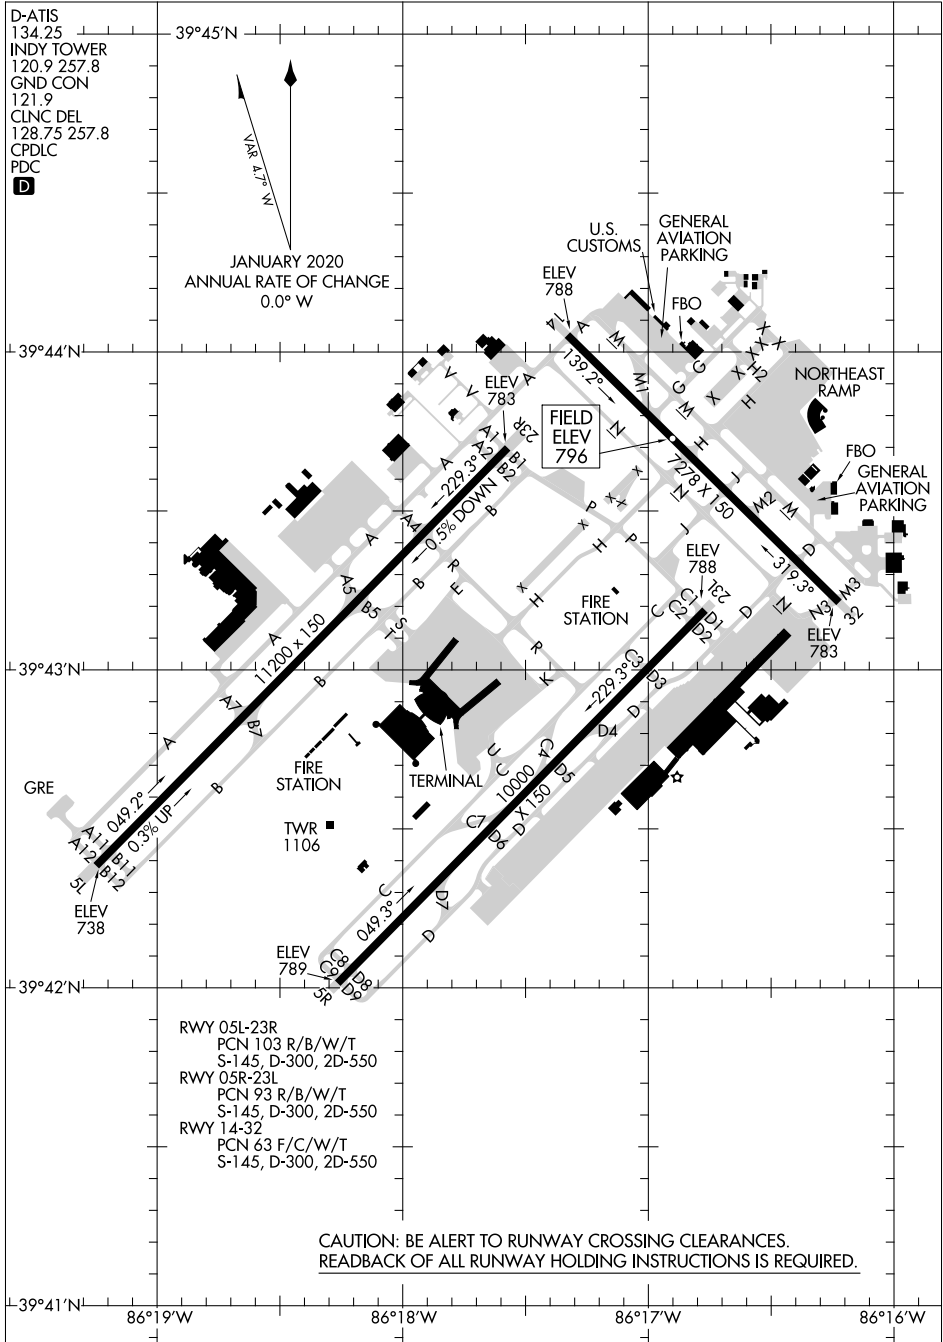 D-ATIS
134.25
INDY TOWER
120.9 257.8
GND CON
121.9
CLNC DEL
128.75 257.8
CPDLC
PDC
D
39°45'N
VAR 4.7° W
JANUARY 2020
ANNUAL RATE OF CHANGE
0.0° W
U.S.
CUSTOMS
GENERAL
AVIATION
PARKING
ELEV
788
FBO
14
A
M
39°44'N
139.2°
M1
G
G
M
X
X
X
X
X
X
H2
H
NORTHEAST
RAMP
V
V
ELEV
783
A
23R
A1
A2
B1
B2
FIELD
ELEV
796
N
H
7278 X 150
J
M2
M
FBO
GENERAL
AVIATION
PARKING
A
229.3°
0.5% DOWN
B
A4
A
N
P
P
H
J
X
X
X
X
X
D
319.3°
ELEV
788
23L
R
E
B
H
FIRE
STATION
C
C2
C1
D1
D2
D
N
N3
M3
32
ELEV
783
A5
B5
S
T
A
11200 x 150
39°43'N
B
R
K
C3
D3
229.3°
D
D4
A7
B7
A
FIRE
STATION
TERMINAL
U
C
C4
D5
10000
X 150
GRE
049.2°
0.3% UP
B
TWR
1106
C7
D6
D
A11
A12
B11
B12
5L
ELEV
738
C
049.3°
D7
D
ELEV
789
C8
C9
D8
D9
5R
39°42'N
RWY 05L-23R
PCN 103 R/B/W/T
S-145, D-300, 2D-550
RWY 05R-23L
PCN 93 R/B/W/T
S-145, D-300, 2D-550
RWY 14-32
PCN 63 F/C/W/T
S-145, D-300, 2D-550
CAUTION: BE ALERT TO RUNWAY CROSSING CLEARANCES.
READBACK OF ALL RUNWAY HOLDING INSTRUCTIONS IS REQUIRED.
39°41'N
86°19'W
86°18'W
86°17'W
86°16'W